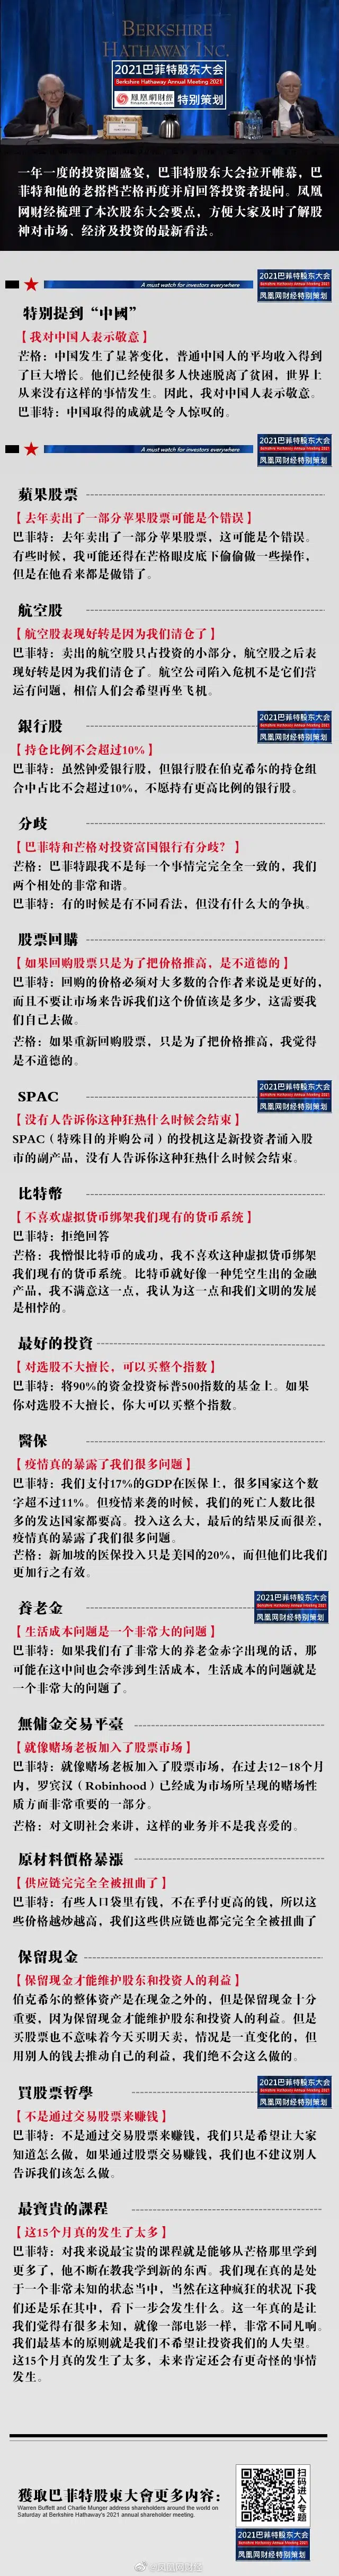 BERKSHIRE
HATHAWAY INC.
2021巴菲特股东大会
Berkshire Hathaway Annual Meeting 2021
凤凰网财经
finance.ifeng.com
特别策划
一年一度的投资圈盛宴，巴菲特股东大会拉开帷幕，巴
菲特和他的老搭档芒格再度并肩回答投资者提问。凤凰
网财经梳理了本次股东大会要点，方便大家及时了解股
神对市场、经济及投资的最新看法。
A must watch for investors everywhere
2021巴菲特股东大会
Berkshire Hathaway Annual Meeting 2021
凤凰网财经特别策划
特别提到“中國”
【我对中国人表示敬意】
芒格：中国发生了显著变化，普通中国人的平均收入得到
了巨大增长。他们已经使很多人快速脱离了贫困，世界上
从来没有这样的事情发生。因此，我对中国人表示敬意。
巴菲特：中国取得的成就是令人惊叹的。
A must watch for investors everywhere
2021巴菲特股东大会
Berkshire Hathaway Annual Meeting 2021
凤凰网财经特别策划
蘋果股票
【去年卖出了一部分苹果股票可能是个错误】
巴菲特：去年卖出了一部分苹果股票，这可能是个错误。
有些时候，我可能还得在芒格眼皮底下偷偷做一些操作，
但是在他看来都是做错了。
航空股
【航空股表现好转是因为我们清仓了】
巴菲特：卖出的航空股只占投资的小部分，航空股之后表
现好转是因为我们清仓了。航空公司陷入危机不是它们营
运有问题，相信人们会希望再坐飞机。
銀行股
2021巴菲特股东大会
Berkshire Hathaway Annual Meeting 2021
凤凰网财经特别策划
【持仓比例不会超过10%】
巴菲特：虽然钟爱银行股，但银行股在伯克希尔的持仓组
合中占比不会超过10%，不愿持有更高比例的银行股。
分歧
【巴菲特和芒格对投资富国银行有分歧？】
芒格：巴菲特跟我不是每一个事情完完全全一致的，我们
两个相处的非常和谐。
巴菲特：有的时候是有不同看法，但没有什么大的争执。
股票回購
【如果回购股票只是为了把价格推高，是不道德的】
巴菲特：回购的价格必须对大多数的合作者来说是更好的，
而且不要让市场来告诉我们这个价值该是多少，这需要我
们自己去做。
芒格：如果重新回购股票，只是为了把价格推高，我觉得
是不道德的。
SPAC
2021巴菲特股东大会
Berkshire Hathaway Annual Meeting 2021
凤凰网财经特别策划
【没有人告诉你这种狂热什么时候会结束】
SPAC（特殊目的并购公司）的投机这是新投资者涌入股
市的副产品，没有人告诉你这种狂热什么时候会结束。
比特幣
【不喜欢虚拟货币绑架我们现有的货币系统】
巴菲特：拒绝回答
芒格：我憎恨比特币的成功，我不喜欢这种虚拟货币绑架
我们现有的货币系统。比特币就好像一种凭空生出的金融
产品，我不满意这一点，我认为这一点和我们文明的发展
是相悖的。
最好的投資
【对选股不大擅长，可以买整个指数】
巴菲特：将90%的资金投资标普500指数的基金上。如果
你对选股不大擅长，你大可以买整个指数。
醫保
【疫情真的暴露了我们很多问题】
巴菲特：我们支付17%的GDP在医保上，很多国家这个数
字超不过11%。但疫情来袭的时候，我们的死亡人数比很
多的发达国家都要高。投入这么大，最后的结果反而很差，
疫情真的暴露了我们很多问题。
芒格：新加坡的医保投入只是美国的20%，而但他们比我们
更加行之有效。
養老金
2021巴菲特股东大会
Berkshire Hathaway Annual Meeting 2021
凤凰网财经特别策划
【生活成本问题是一个非常大的问题】
巴菲特：如果我们有了非常大的养老金赤字出现的话，那
可能在这中间也会牵涉到生活成本，生活成本的问题就是
一个非常大的问题了。
無傭金交易平臺
【就像赌场老板加入了股票市场】
巴菲特：就像赌场老板加入了股票市场，在过去12-18个月
内，罗宾汉（Robinhood）已经成为市场所呈现的赌场性
质方面非常重要的一部分。
芒格：对文明社会来讲，这样的业务并不是我喜爱的。
原材料價格暴漲
【供应链完完全全被扭曲了】
巴菲特：有些人口袋里有钱，不在乎付更高的钱，所以这
些价格越炒越高，我们这些供应链也都完完全全被扭曲了
保留現金
【保留现金才能维护股东和投资人的利益】
伯克希尔的整体资产是在现金之外的，但是保留现金十分
重要，因为保留现金才能维护股东和投资人的利益。但是
买股票也不意味着今天买明天卖，情况是一直变化的，但
用别人的钱去推动自己的利益，我们绝不会这么做的。
買股票哲學
2021巴菲特股东大会
Berkshire Hathaway Annual Meeting 2021
凤凰网财经特别策划
【不是通过交易股票来赚钱】
巴菲特：不是通过交易股票来赚钱，我们只是希望让大家
知道怎么做，如果通过股票交易赚钱，我们也不建议别人
告诉我们该怎么做。
最寶貴的課程
【这15个月真的发生了太多】
巴菲特：对我来说最宝贵的课程就是能够从芒格那里学到
更多了，他不断在教我学到新的东西。我们现在真的是处
于一个非常未知的状态当中，当然在这种疯狂的状况下我
们还是乐在其中，看下一步会发生什么。这一年真的是让
我们觉得有很多未知，就像一部电影一样，非常不同凡响。
我们最基本的原则就是我们不希望让投资我们的人失望。
这15个月真的发生了太多，未来肯定还会有更奇怪的事情
发生。
獲取巴菲特股東大會更多内容：
Warren Buffett and Charlie Munger address shareholders around the world on
Saturday at Berkshire Hathaway's 2021 annual shareholder meeting.
扫码进入专题
2021巴菲特股东大会
Berkshire Hathaway Annual Meeting 2021
凤凰网财经特别策划
@凤凰网财经